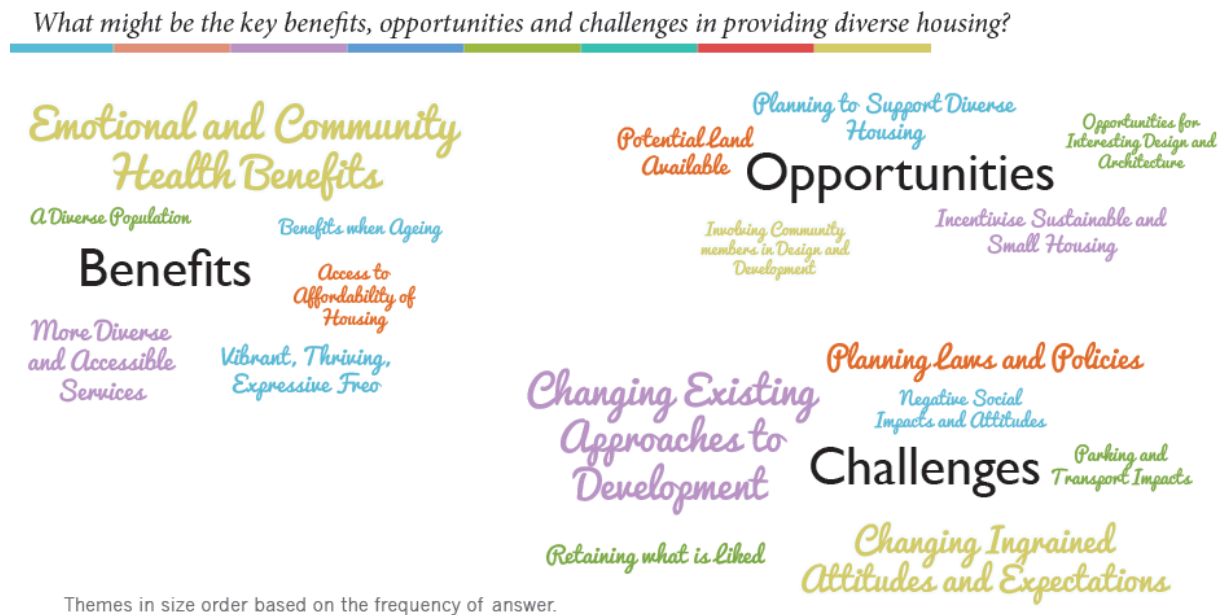 What might be the key benefits, opportunities and challenges in providing diverse housing?
Emotional and Community
Health Benefits
A Diverse Population
Benefits when Ageing
Benefits
Access to
Affordability of
Housing
More Diverse
and Accessible
Services
Vibrant, Thriving,
Expressive Freo
Planning to Support Diverse
Housing
Potential Land
Available
Opportunities for
Interesting Design and
Architecture
Opportunities
Involving Community
members in Design and
Development
Incentivise Sustainable and
Small Housing
Changing Existing
Approaches to
Development
Planning Laws and Policies
Negative Social
Impacts and Attitudes
Challenges
Parking and
Transport Impacts
Retaining what is Liked
Changing Ingrained
Attitudes and Expectations
Themes in size order based on the frequency of answer.